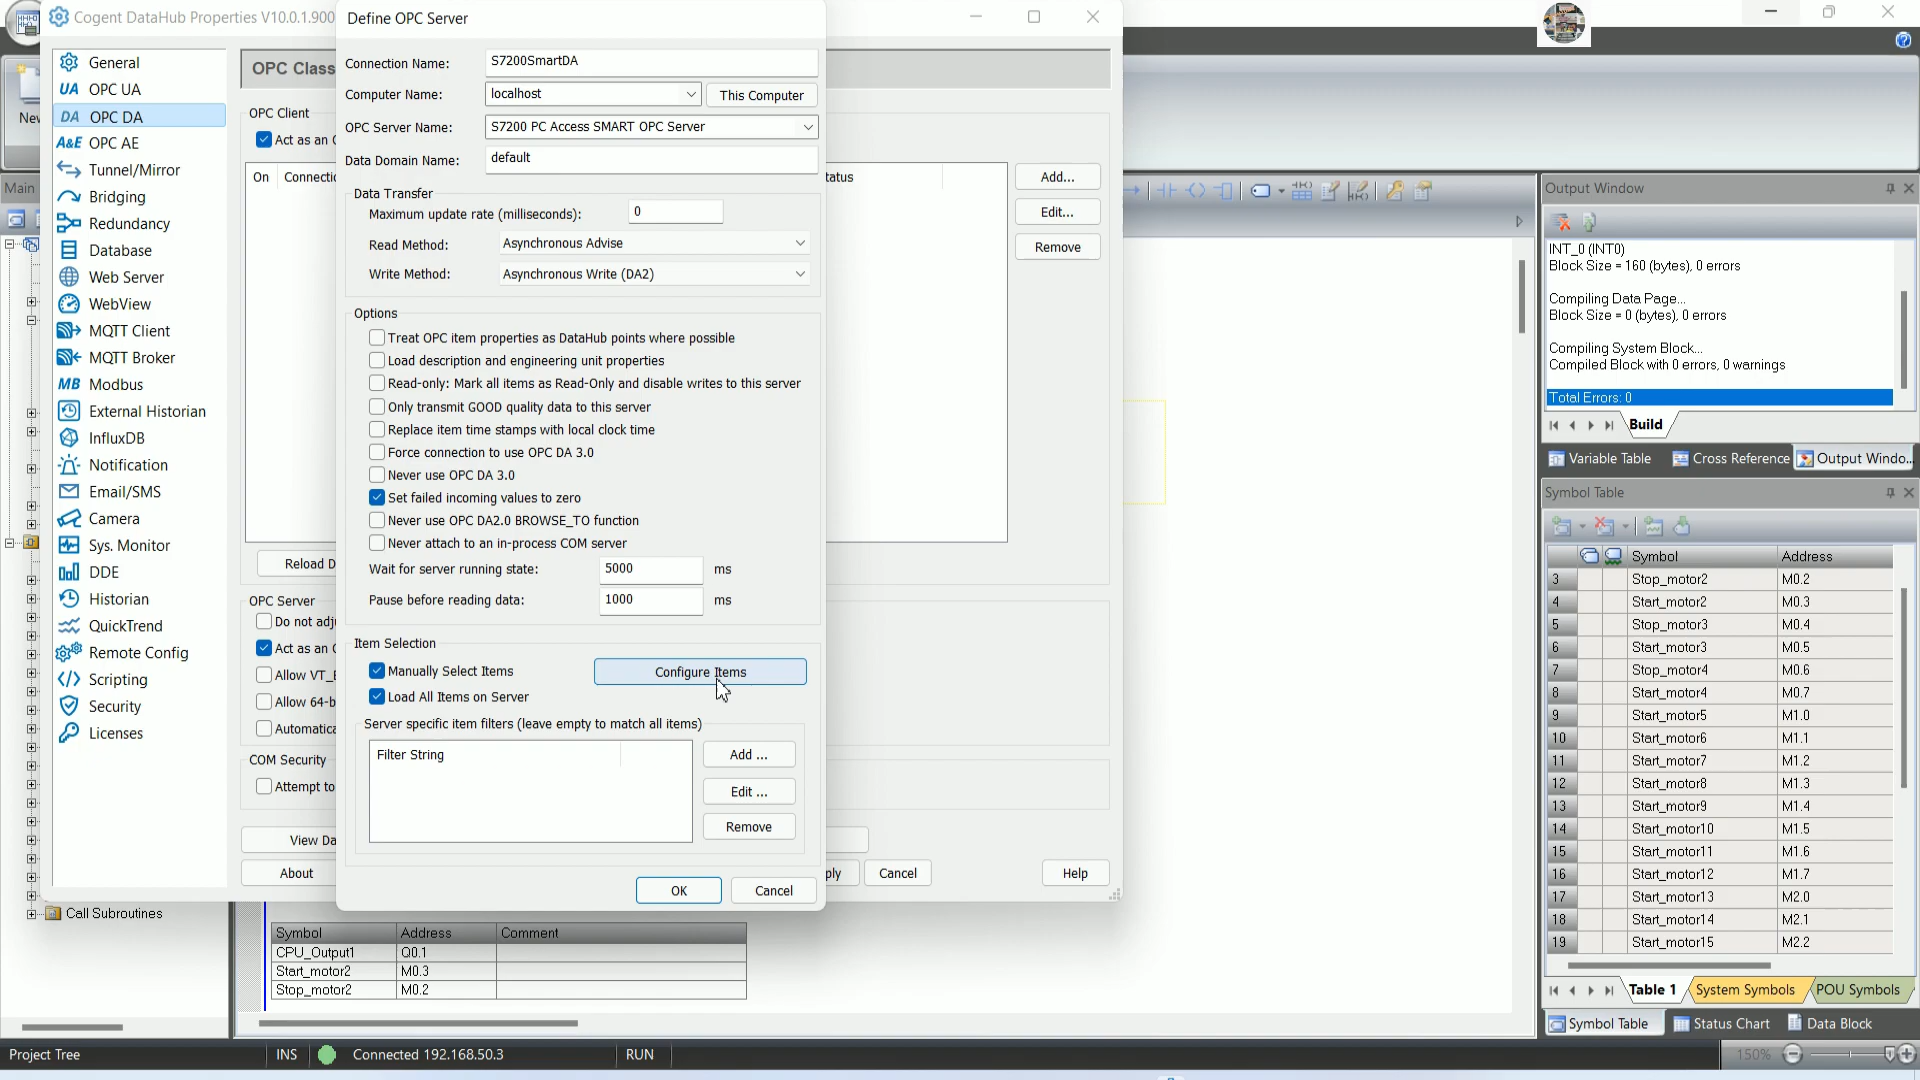 Cogent DataHub Properties V10.0.1.900
General
OPC UA
OPC DA
OPC AE
Tunnel/Mirror
Bridging
Redundancy
Database
Web Server
WebView
MQTT Client
MQTT Broker
Modbus
External Historian
InfluxDB
Notification
Email/SMS
Camera
Sys. Monitor
DDE
Historian
QuickTrend
Remote Config
Scripting
Security
Licenses
Call Subroutines
OPC Class
OPC Client
Act as an
On
Reload D
OPC Server
Do not adj
Act as an
Allow VT_
Allow 64-b
Automatica
COM Security
Attempt to
View Da
About
Define OPC Server
Connection Name: S7200SmartDA
Computer Name: localhost This Computer
OPC Server Name: S7200 PC Access SMART OPC Server
Data Domain Name: default
Data Transfer
Maximum update rate (milliseconds): 0
Read Method: Asynchronous Advise
Write Method: Asynchronous Write (DA2)
Options
Treat OPC item properties as DataHub points where possible
Load description and engineering unit properties
Read-only: Mark all items as Read-Only and disable writes to this server
Only transmit GOOD quality data to this server
Replace item time stamps with local clock time
Force connection to use OPC DA 3.0
Never use OPC DA 3.0
Set failed incoming values to zero
Never use OPC DA2.0 BROWSE_TO function
Never attach to an in-process COM server
Wait for server running state: 5000 ms
Pause before reading data: 1000 ms
Item Selection
Manually Select Items Configure Items
Load All Items on Server
Server specific item filters (leave empty to match all items)
Filter String
Add ...
Edit ...
Remove
OK Cancel
tatus
Add...
Edit...
Remove
ply Cancel Help
Symbol Address Comment
CPU_Output1 Q0.1
Start_motor2 M0.3
Stop_motor2 M0.2
Output Window
INT_0 (INT0)
Block Size = 160 (bytes), 0 errors
Compiling Data Page...
Block Size = 0 (bytes), 0 errors
Compiling System Block...
Compiled Block with 0 errors, 0 warnings
Total Errors: 0
Build
Variable Table Cross Reference Output Windo...
Symbol Table
Symbol Address
3 Stop_motor2 M0.2
4 Start_motor2 M0.3
5 Stop_motor3 M0.4
6 Start_motor3 M0.5
7 Stop_motor4 M0.6
8 Start_motor4 M0.7
9 Start_motor5 M1.0
10 Start_motor6 M1.1
11 Start_motor7 M1.2
12 Start_motor8 M1.3
13 Start_motor9 M1.4
14 Start_motor10 M1.5
15 Start_motor11 M1.6
16 Start_motor12 M1.7
17 Start_motor13 M2.0
18 Start_motor14 M2.1
19 Start_motor15 M2.2
Table 1 System Symbols POU Symbols
Symbol Table Status Chart Data Block
Project Tree INS Connected 192.168.50.3 RUN 150%